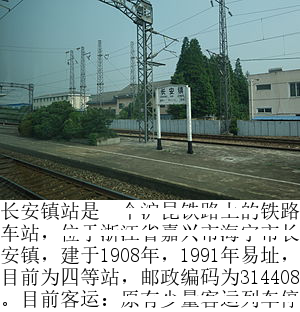 长安镇
长安镇站是一个沪昆铁路上的铁路
车站，位于浙江省嘉兴市海宁市长
安镇，建于1908年，1991年易址，
目前为四等站，邮政编码为314408
。目前客运：原有少量客运列车停